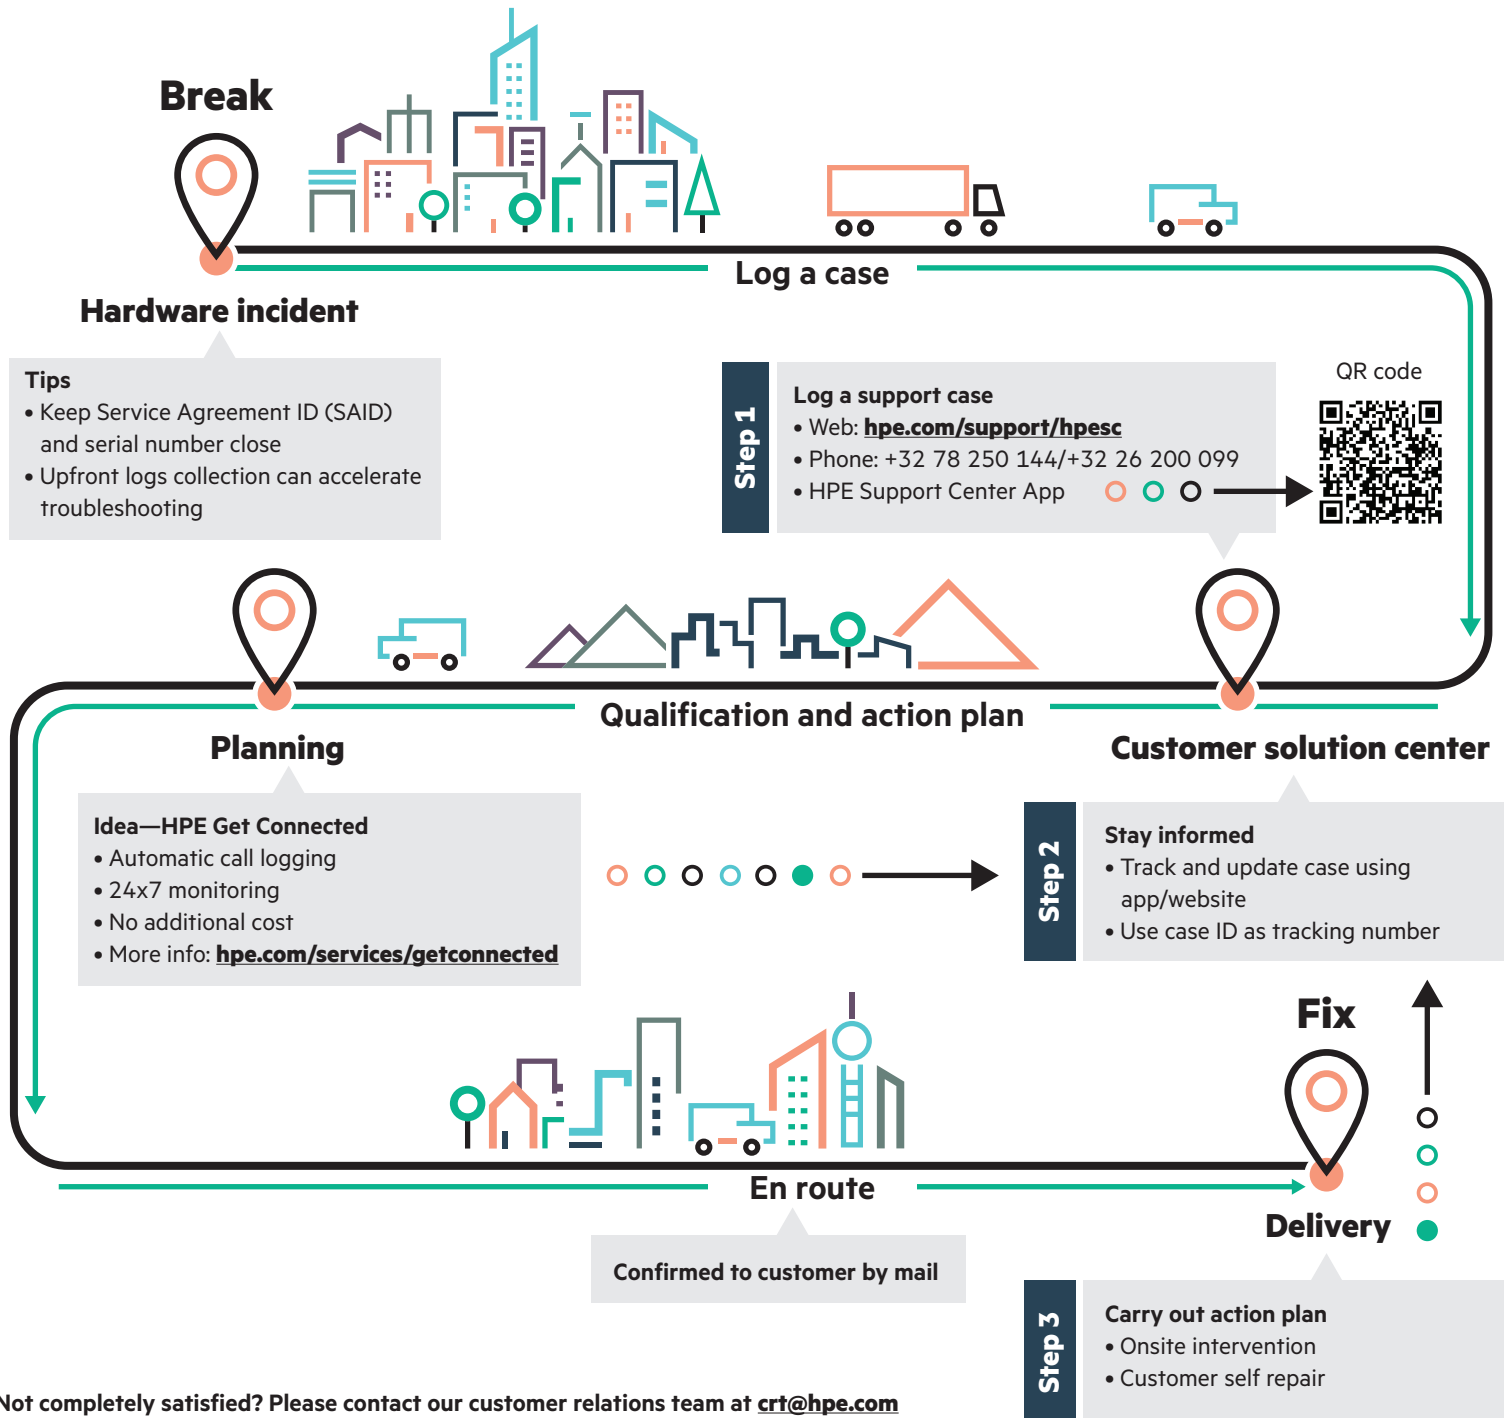 Break
Log a case
Hardware incident
Tips
• Keep Service Agreement ID (SAID)
and serial number close
• Upfront logs collection can accelerate
troubleshooting
Step 1
Log a support case
• Web: hpe.com/support/hpesc
• Phone: +32 78 250 144/+32 26 200 099
• HPE Support Center App
QR code
Qualification and action plan
Planning
Customer solution center
Idea—HPE Get Connected
• Automatic call logging
• 24x7 monitoring
• No additional cost
• More info: hpe.com/services/getconnected
Step 2
Stay informed
• Track and update case using
app/website
• Use case ID as tracking number
Fix
En route
Delivery
Confirmed to customer by mail
Step 3
Carry out action plan
• Onsite intervention
• Customer self repair
Not completely satisfied? Please contact our customer relations team at crt@hpe.com